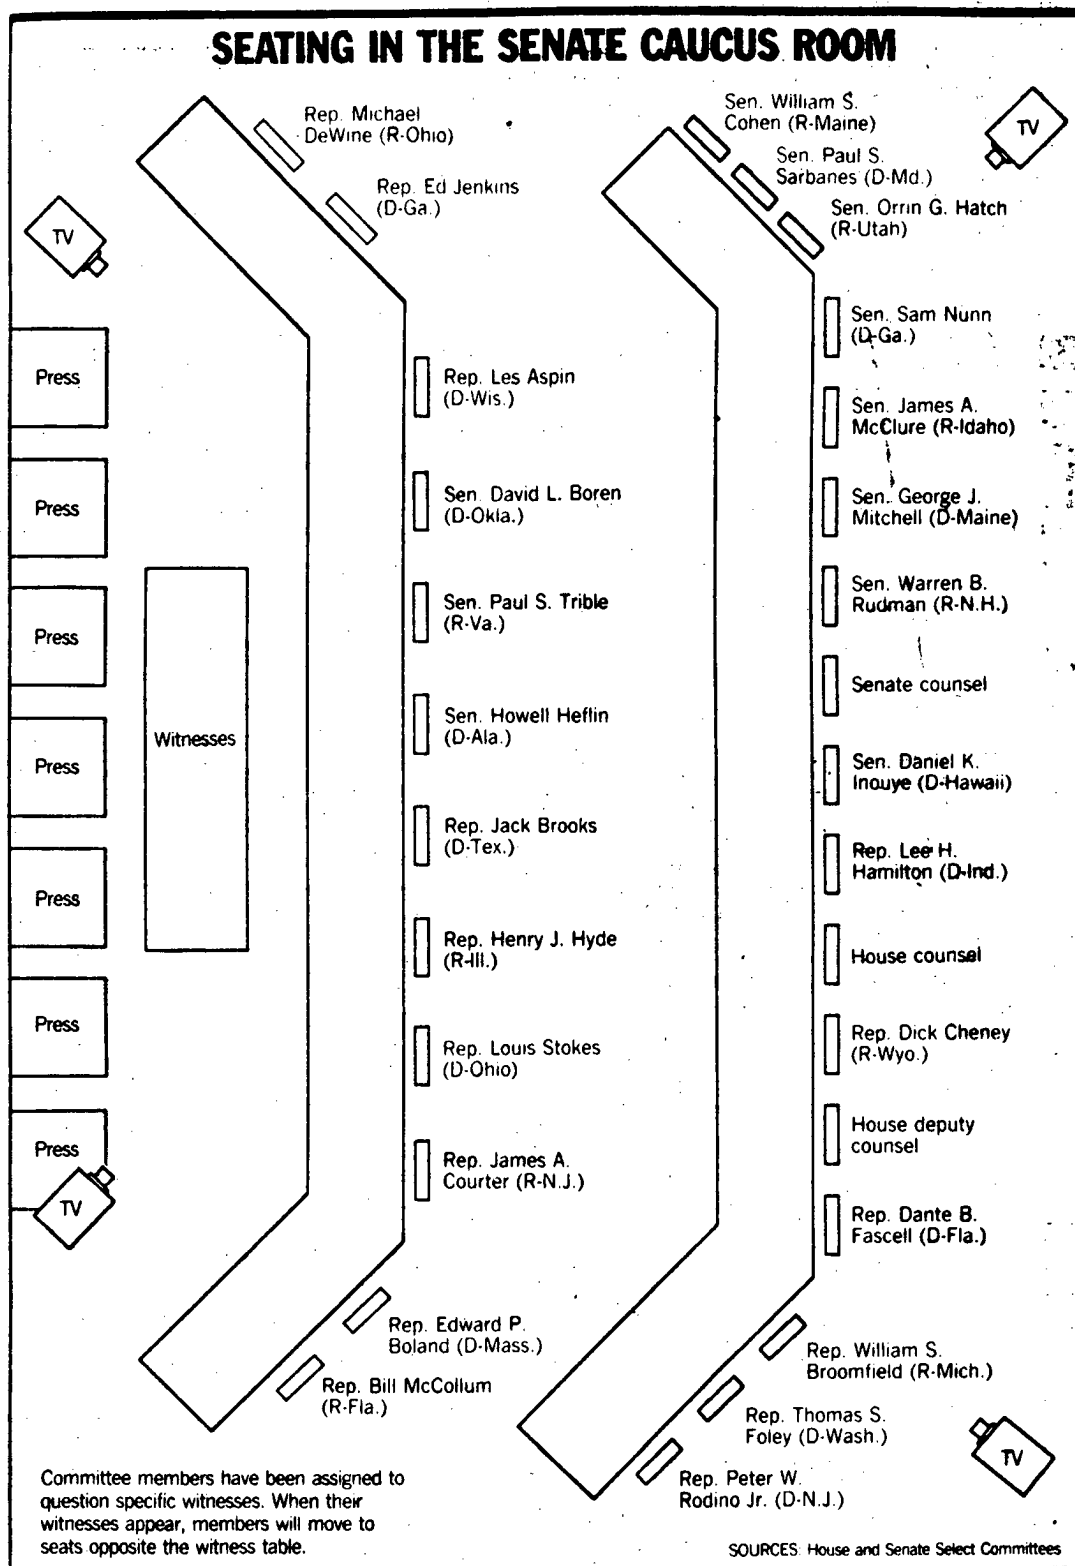 SEATING IN THE SENATE CAUCUS ROOM
Rep. Michael
DeWine (R-Ohio)
Rep. Ed Jenkins
(D-Ga.)
TV
Press
Press
Press
Press
Press
Press
Press
TV
Witnesses
Rep. Les Aspin
(D-Wis.)
Sen. David L. Boren
(D-Okla.)
Sen. Paul S. Trible
(R-Va.)
Sen. Howell Heflin
(D-Ala.)
Rep. Jack Brooks
(D-Tex.)
Rep. Henry J. Hyde
(R-Ill.)
Rep. Louis Stokes
(D-Ohio)
Rep. James A.
Courter (R-N.J.)
Rep. Edward P.
Boland (D-Mass.)
Rep. Bill McCollum
(R-Fla.)
Sen. William S.
Cohen (R-Maine)
Sen. Paul S.
Sarbanes (D-Md.)
Sen. Orrin G. Hatch
(R-Utah)
TV
Sen. Sam Nunn
(D-Ga.)
Sen. James A.
McClure (R-Idaho)
Sen. George J.
Mitchell (D-Maine)
Sen. Warren B.
Rudman (R-N.H.)
Senate counsel
Sen. Daniel K.
Inouye (D-Hawaii)
Rep. Lee H.
Hamilton (D-Ind.)
House counsel
Rep. Dick Cheney
(R-Wyo.)
House deputy
counsel
Rep. Dante B.
Fascell (D-Fla.)
Rep. William S.
Broomfield (R-Mich.)
Rep. Thomas S.
Foley (D-Wash.)
Rep. Peter W.
Rodino Jr. (D-N.J.)
TV
Committee members have been assigned to
question specific witnesses. When their
witnesses appear, members will move to
seats opposite the witness table.
SOURCES: House and Senate Select Committees